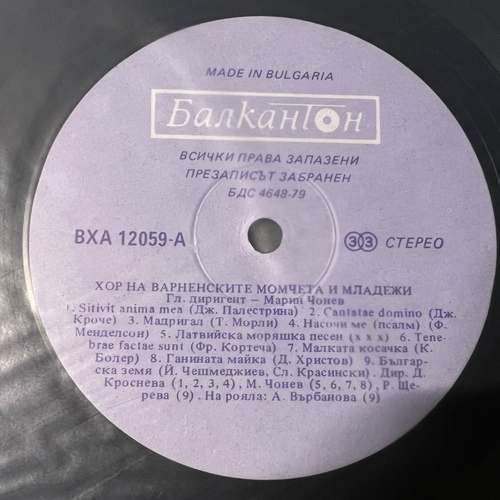 MADE IN BULGARIA
Балкантон
ВСИЧКИ ПРАВА ЗАПАЗЕНИ
ПРЕЗАПИСЪТ ЗАБРАНЕН
БДС 4648-79
ВХА 12059-А
33 СТЕРЕО
ХОР НА ВАРНЕНСКИТЕ МОМЧЕТА И МЛАДЕЖИ
Гл. диригент — Марин Чонев
1. Sitivit anima mea (Дж. Палестрина) 2. Cantatae domino (Дж.
Кроче) 3. Мадригал (Т. Морли) 4. Насочи ме (псалм) (Ф.
Менделсон) 5. Латвийска моряшка песен (х х х) 6. Tene-
brae factae sunt (Фр. Кортеча) 7. Малката косачка (К.
Болер) 8. Ганината майка (Д. Христов) 9. Българ-
ска земя (Й. Чешмеджиев, Сл. Красински). Дир. Д.
Кроснева (1, 2, 3, 4), М. Чонев (5, 6, 7, 8), Р. Ще-
рева (9). На рояла: А. Върбанова (9)